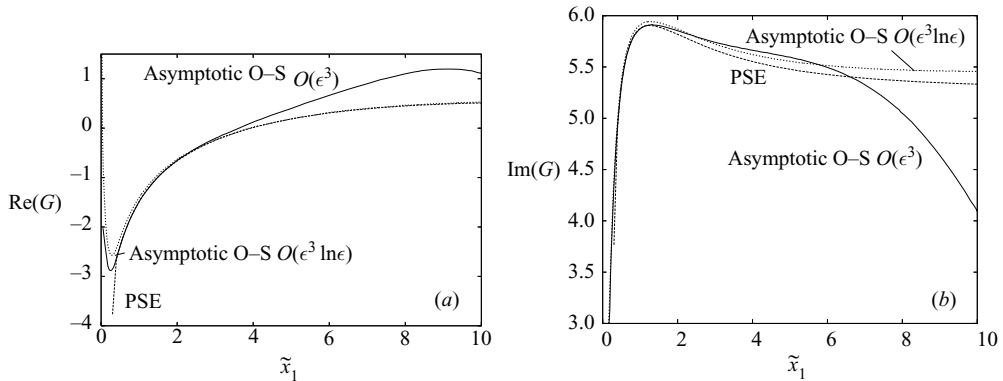 1
0
−1
−2
−3
−4
Re(G)
Asymptotic O–S O(ϵ³)
Asymptotic O–S O(ϵ³ lnϵ)
PSE
(a)
0 2 4 6 8 10
x̃₁
6.0
5.5
5.0
4.5
4.0
3.5
3.0
Im(G)
Asymptotic O–S O(ϵ³lnϵ)
PSE
Asymptotic O–S O(ϵ³)
(b)
0 2 4 6 8 10
x̃₁